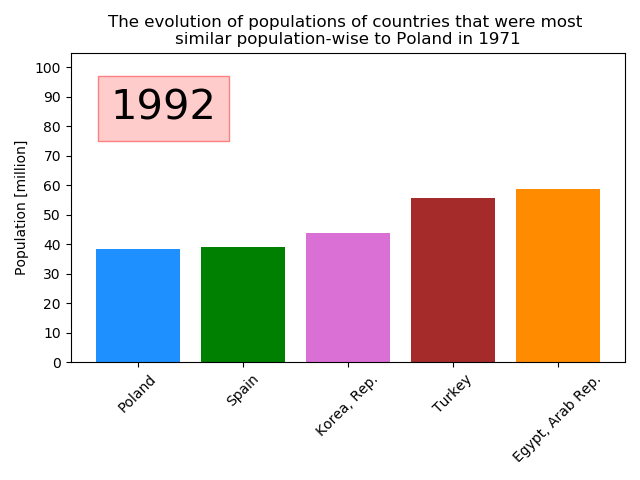 The evolution of populations of countries that were most
similar population-wise to Poland in 1971
1992
Population [million]
100
90
80
70
60
50
40
30
20
10
0
Poland
Spain
Korea, Rep.
Turkey
Egypt, Arab Rep.